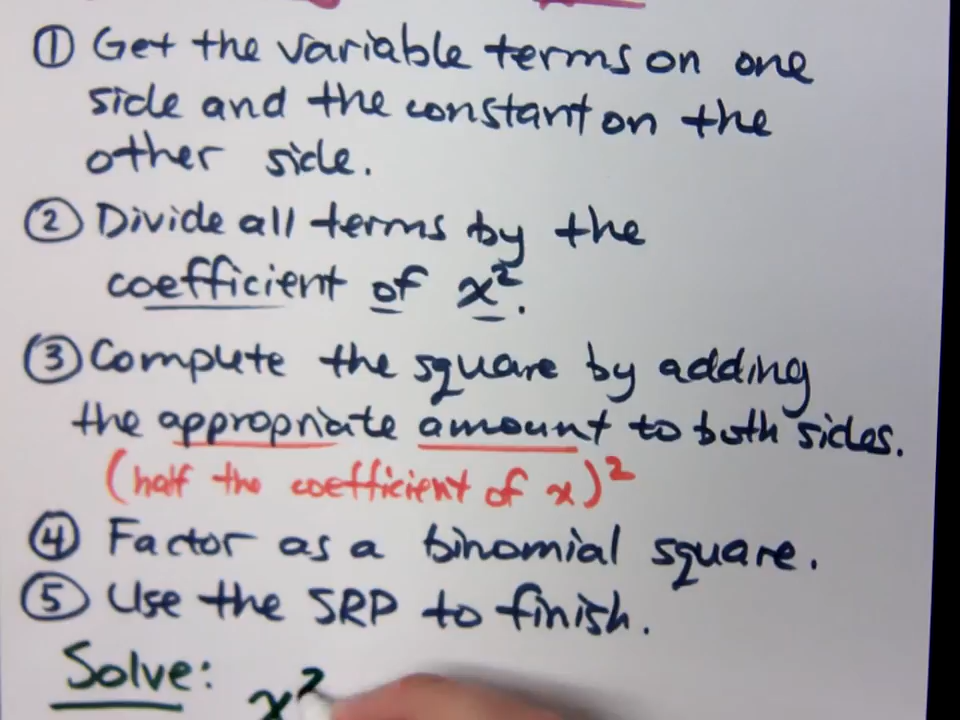 ① Get the variable terms on one
side and the constant on the
other side.
② Divide all terms by the
coefficient of x².
③ Complete the square by adding
the appropriate amount to both sides.
(half the coefficient of x)²
④ Factor as a binomial square.
⑤ Use the SRP to finish.
Solve: x²